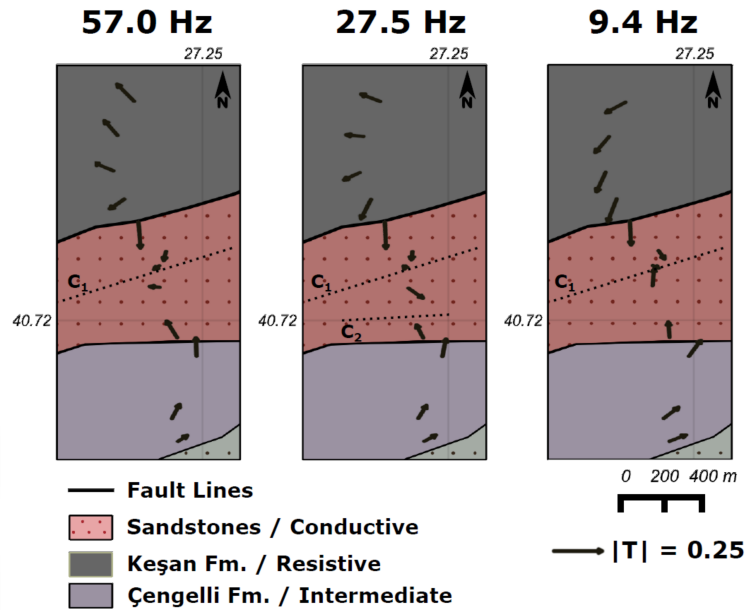 57.0 Hz 27.5 Hz 9.4 Hz
27.25 27.25 27.25
N N N
C1 C1 C1
40.72 40.72 40.72
C2
Fault Lines
Sandstones / Conductive
Keşan Fm. / Resistive
Çengelli Fm. / Intermediate
0 200 400 m
|T| = 0.25